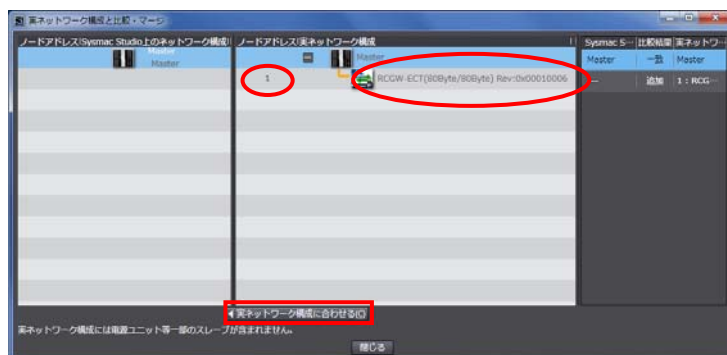 実ネットワーク構成と比較・マージ
ノードアドレス|Sysmac Studio上のネットワーク構成|
Master
Master
ノードアドレス|実ネットワーク構成
Master
1
RCGW-ECT(80Byte/80Byte) Rev:0x00010006
Sysmac S… 比較結果 実ネットワー…
Master 一致 Master
--- 追加 1 : RCG…
実ネットワーク構成に合わせる(C)
実ネットワーク構成には電源ユニット等一部のスレーブが含まれません。
閉じる